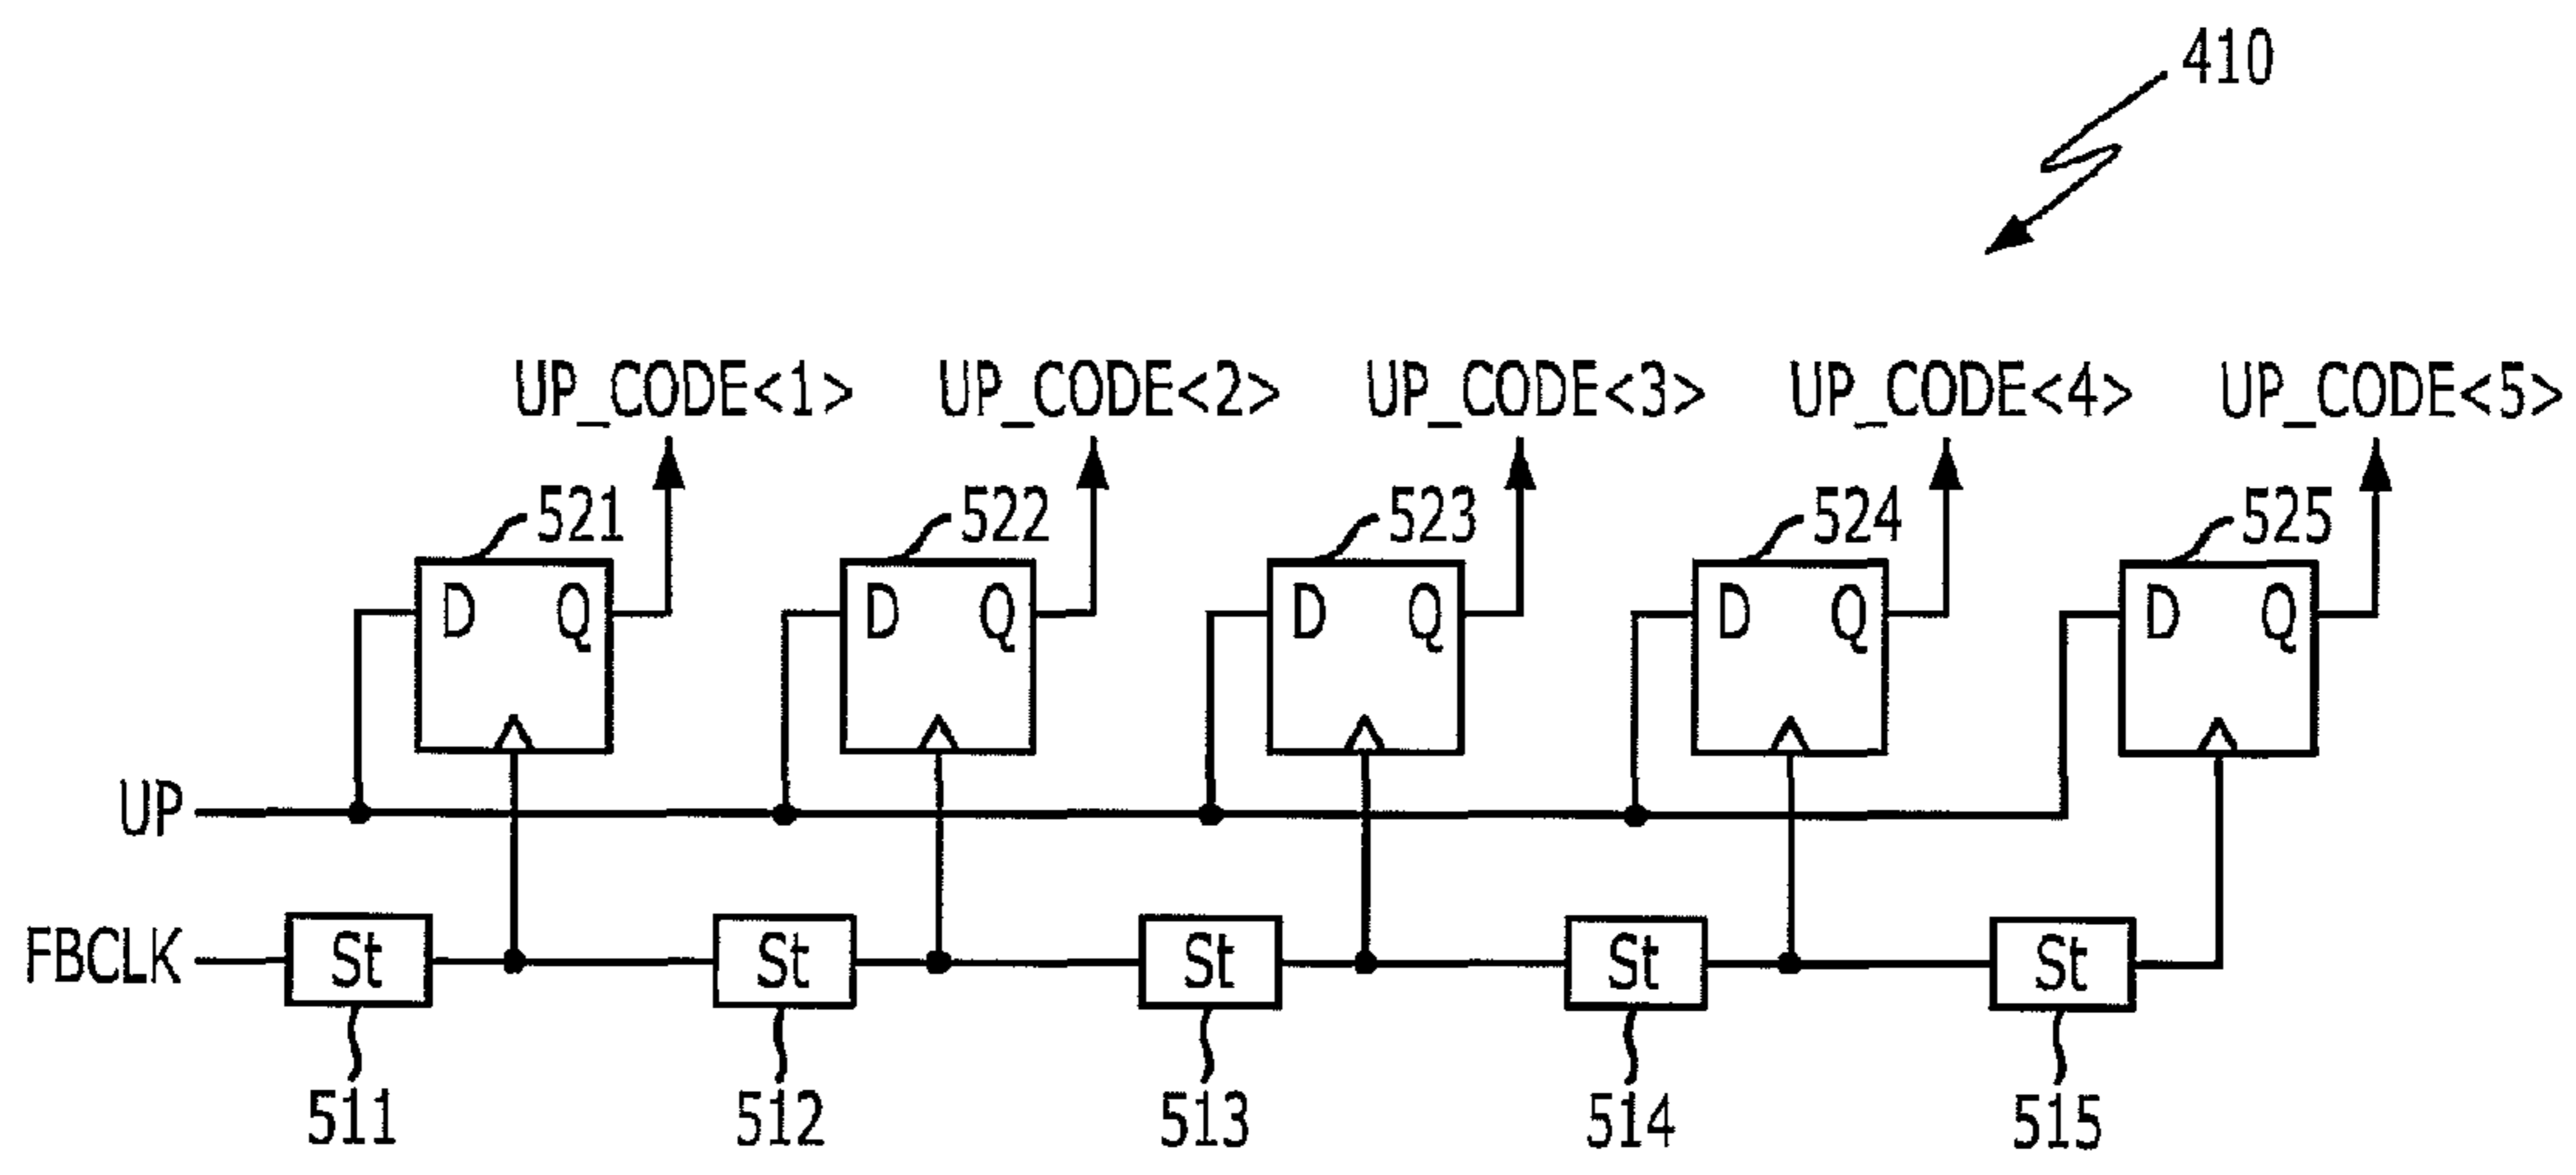 410
UP_CODE<1> UP_CODE<2> UP_CODE<3> UP_CODE<4> UP_CODE<5>
521 522 523 524 525
D Q D Q D Q D Q D Q
UP
FBCLK St St St St St
511 512 513 514 515